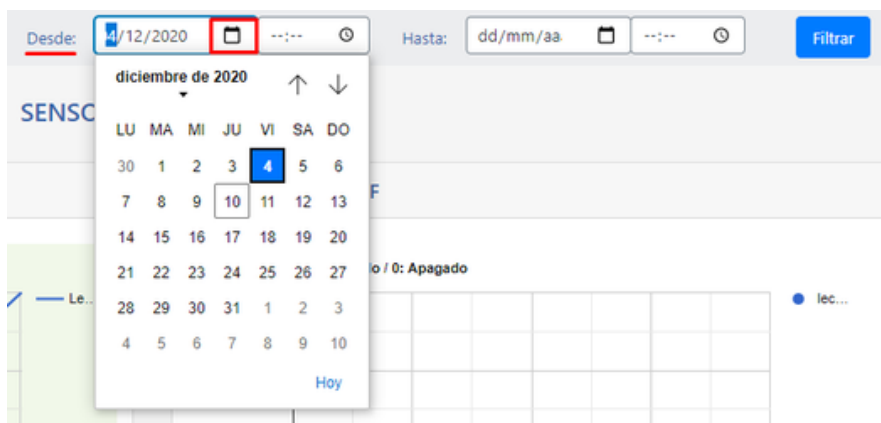 Desde: 4/12/2020 --:-- Hasta: dd/mm/aa --:-- Filtrar
diciembre de 2020
SENSO
LU MA MI JU VI SA DO
30 1 2 3 4 5 6
7 8 9 10 11 12 13
F
14 15 16 17 18 19 20
21 22 23 24 25 26 27
o / 0: Apagado
Le...
28 29 30 31 1 2 3
lec...
4 5 6 7 8 9 10
Hoy